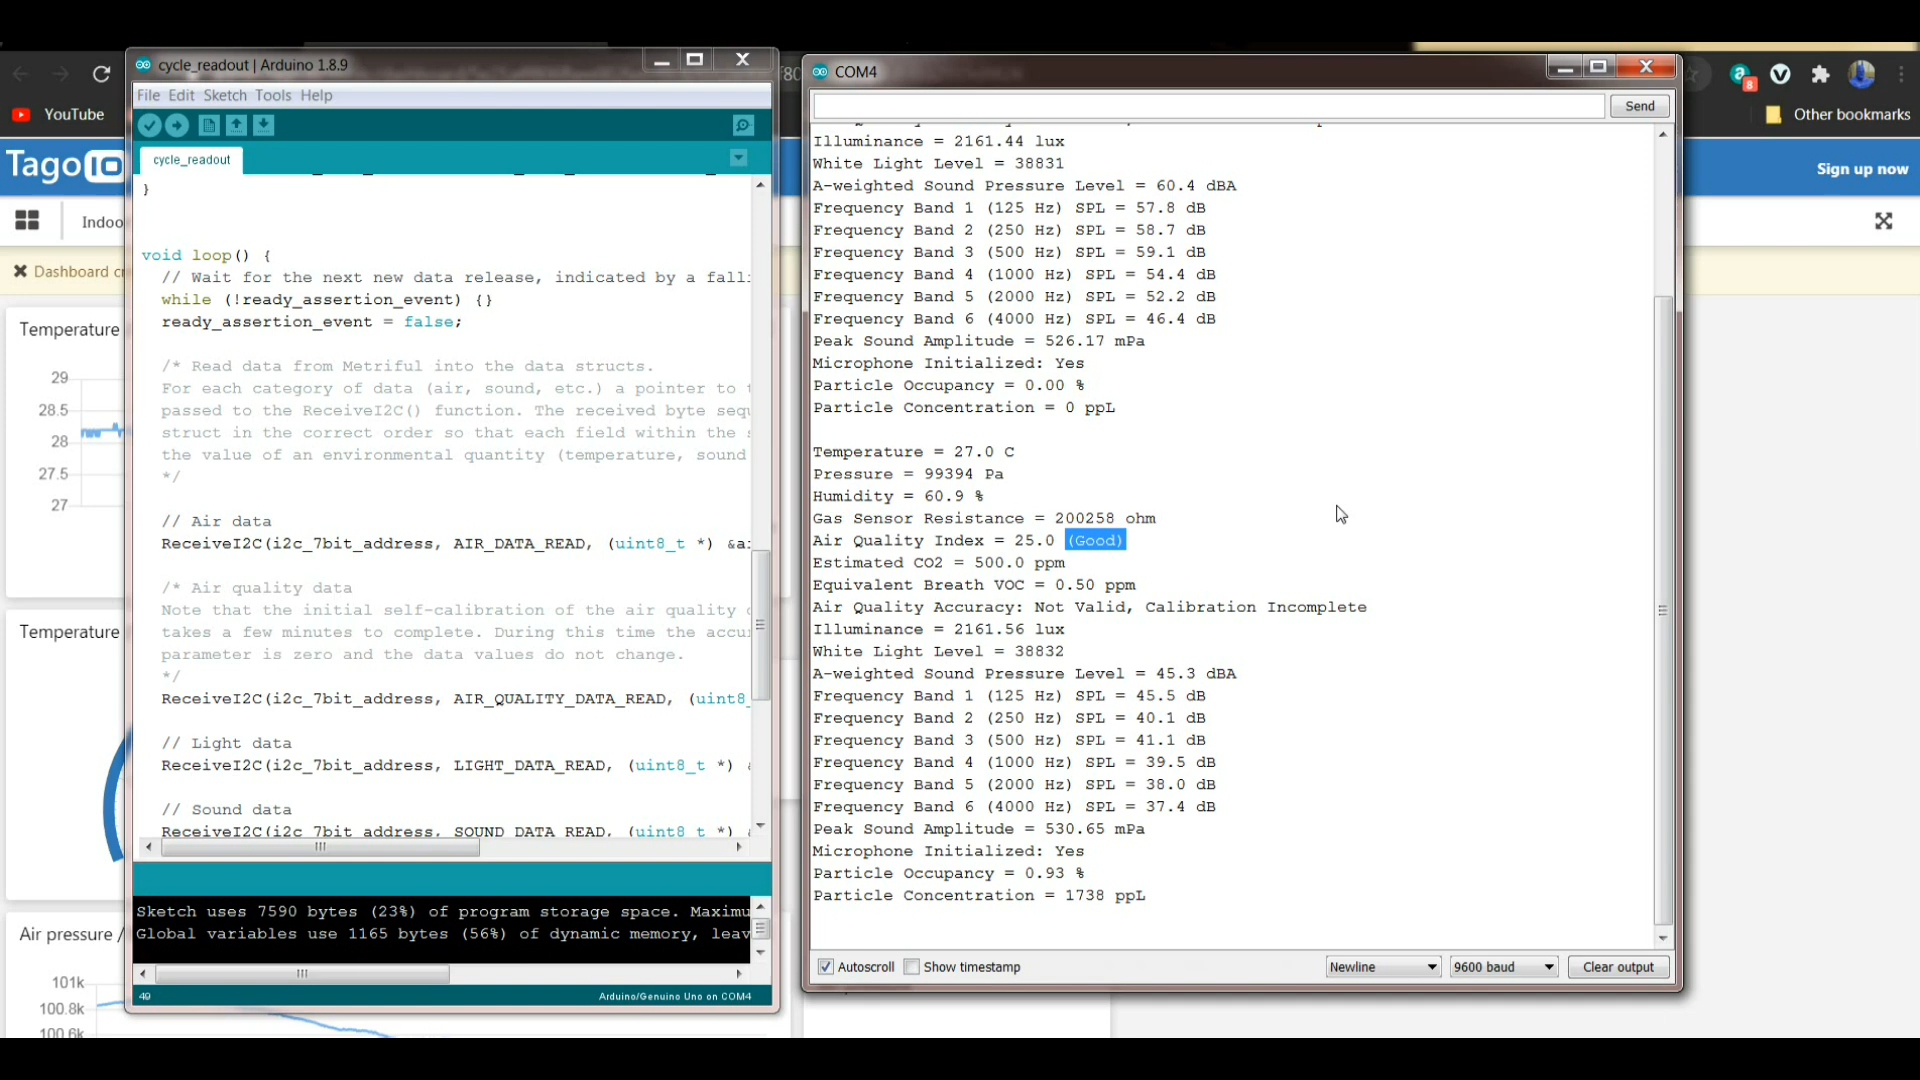 cycle_readout | Arduino 1.8.9
File Edit Sketch Tools Help
cycle_readout
}
void loop() {
// Wait for the next new data release, indicated by a fall
while (!ready_assertion_event) {}
ready_assertion_event = false;
/* Read data from Metriful into the data structs.
For each category of data (air, sound, etc.) a pointer to
passed to the ReceiveI2C() function. The received byte seq
struct in the correct order so that each field within the
the value of an environmental quantity (temperature, sound
*/
// Air data
ReceiveI2C(i2c_7bit_address, AIR_DATA_READ, (uint8_t *) &a
/* Air quality data
Note that the initial self-calibration of the air quality
takes a few minutes to complete. During this time the accu
parameter is zero and the data values do not change.
*/
ReceiveI2C(i2c_7bit_address, AIR_QUALITY_DATA_READ, (uint8_
// Light data
ReceiveI2C(i2c_7bit_address, LIGHT_DATA_READ, (uint8_t *)
// Sound data
ReceiveI2C(i2c_7bit_address, SOUND_DATA_READ, (uint8_t *)
Sketch uses 7590 bytes (23%) of program storage space. Maximu
Global variables use 1165 bytes (56%) of dynamic memory, leav
49
Arduino/Genuino Uno on COM4
COM4
Send
Illuminance = 2161.44 lux
White Light Level = 38831
A-weighted Sound Pressure Level = 60.4 dBA
Frequency Band 1 (125 Hz) SPL = 57.8 dB
Frequency Band 2 (250 Hz) SPL = 58.7 dB
Frequency Band 3 (500 Hz) SPL = 59.1 dB
Frequency Band 4 (1000 Hz) SPL = 54.4 dB
Frequency Band 5 (2000 Hz) SPL = 52.2 dB
Frequency Band 6 (4000 Hz) SPL = 46.4 dB
Peak Sound Amplitude = 526.17 mPa
Microphone Initialized: Yes
Particle Occupancy = 0.00 %
Particle Concentration = 0 ppL
Temperature = 27.0 C
Pressure = 99394 Pa
Humidity = 60.9 %
Gas Sensor Resistance = 200258 ohm
Air Quality Index = 25.0 (Good)
Estimated CO2 = 500.0 ppm
Equivalent Breath VOC = 0.50 ppm
Air Quality Accuracy: Not Valid, Calibration Incomplete
Illuminance = 2161.56 lux
White Light Level = 38832
A-weighted Sound Pressure Level = 45.3 dBA
Frequency Band 1 (125 Hz) SPL = 45.5 dB
Frequency Band 2 (250 Hz) SPL = 40.1 dB
Frequency Band 3 (500 Hz) SPL = 41.1 dB
Frequency Band 4 (1000 Hz) SPL = 39.5 dB
Frequency Band 5 (2000 Hz) SPL = 38.0 dB
Frequency Band 6 (4000 Hz) SPL = 37.4 dB
Peak Sound Amplitude = 530.65 mPa
Microphone Initialized: Yes
Particle Occupancy = 0.93 %
Particle Concentration = 1738 ppL
Autoscroll
Show timestamp
Newline
9600 baud
Clear output
YouTube
Other bookmarks
8
Tago IO
Sign up now
Indoo
Dashboard c
Temperature
29
28.5
28
27.5
27
Temperature
Air pressure /
101k
100.8k
100.6k